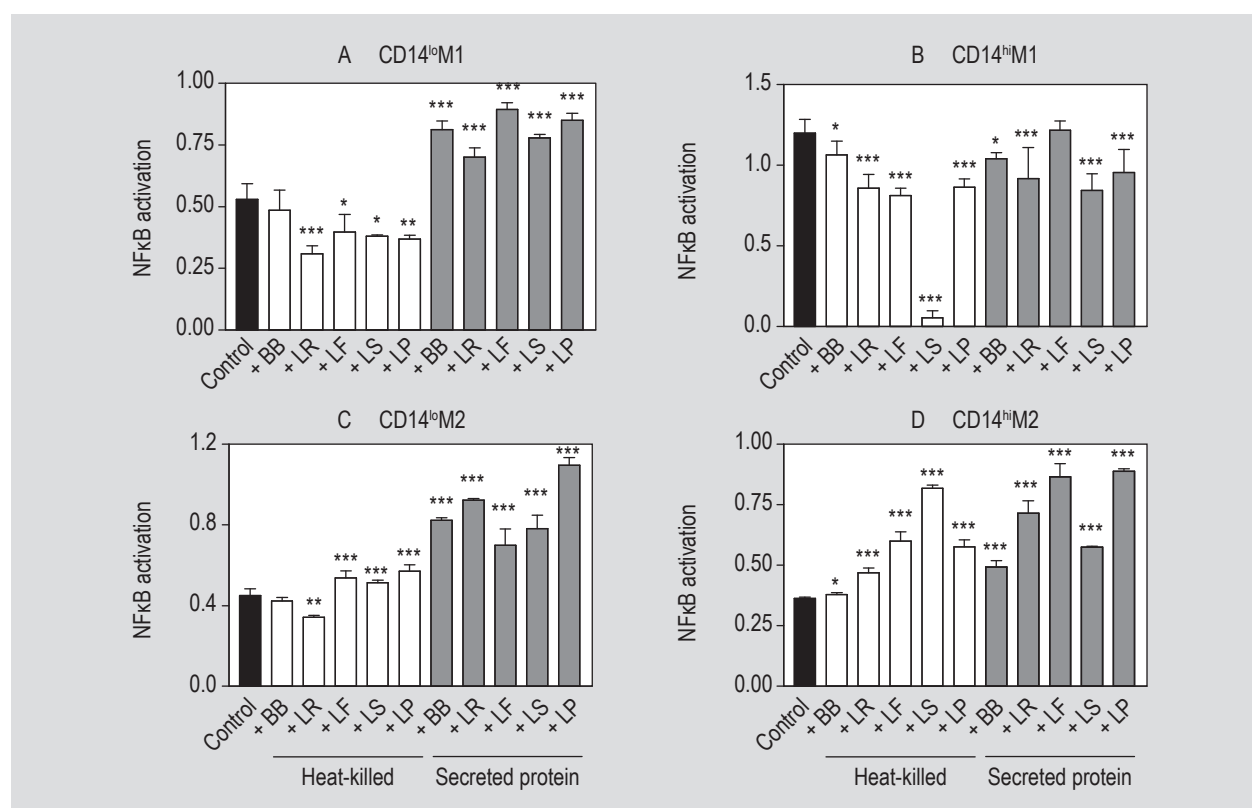 A CD14loM1
1.00
0.75
0.50
0.25
0.00
NFκB activation
***
*
*
**
***
***
***
***
***
Control
+ BB
+ LR
+ LF
+ LS
+ LP
+ BB
+ LR
+ LF
+ LS
+ LP
B CD14hiM1
1.5
1.0
0.5
0.0
NFκB activation
*
***
***
***
***
*
***
***
***
Control
+ BB
+ LR
+ LF
+ LS
+ LP
+ BB
+ LR
+ LF
+ LS
+ LP
C CD14loM2
1.2
0.8
0.4
0.0
NFκB activation
**
***
***
***
***
***
***
***
***
Control
+ BB
+ LR
+ LF
+ LS
+ LP
+ BB
+ LR
+ LF
+ LS
+ LP
Heat-killed
Secreted protein
D CD14hiM2
1.00
0.75
0.50
0.25
0.00
NFκB activation
*
***
***
***
***
***
***
***
***
***
Control
+ BB
+ LR
+ LF
+ LS
+ LP
+ BB
+ LR
+ LF
+ LS
+ LP
Heat-killed
Secreted protein